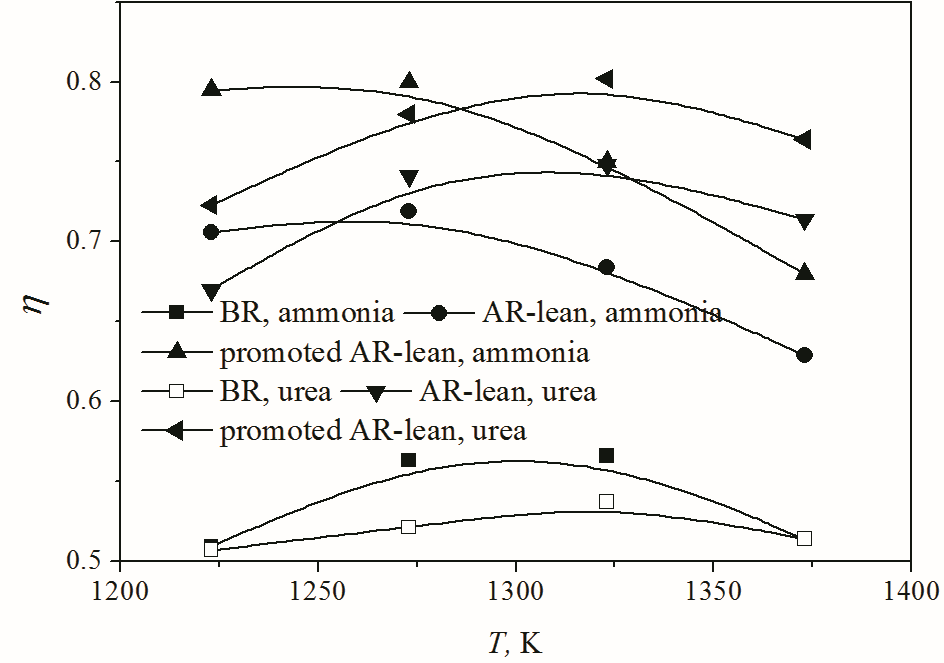 0.8
0.7
η
BR, ammonia AR-lean, ammonia
promoted AR-lean, ammonia
BR, urea AR-lean, urea
0.6
promoted AR-lean, urea
0.5
1200 1250 1300 1350 1400
T, K